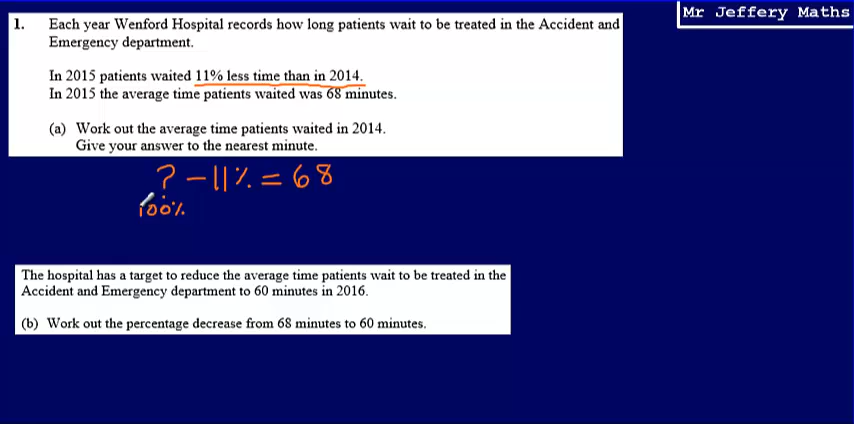 Mr Jeffery Maths
1. Each year Wenford Hospital records how long patients wait to be treated in the Accident and
Emergency department.
In 2015 patients waited 11% less time than in 2014.
In 2015 the average time patients waited was 68 minutes.
(a) Work out the average time patients waited in 2014.
Give your answer to the nearest minute.
? - 11% = 68
100%
The hospital has a target to reduce the average time patients wait to be treated in the
Accident and Emergency department to 60 minutes in 2016.
(b) Work out the percentage decrease from 68 minutes to 60 minutes.